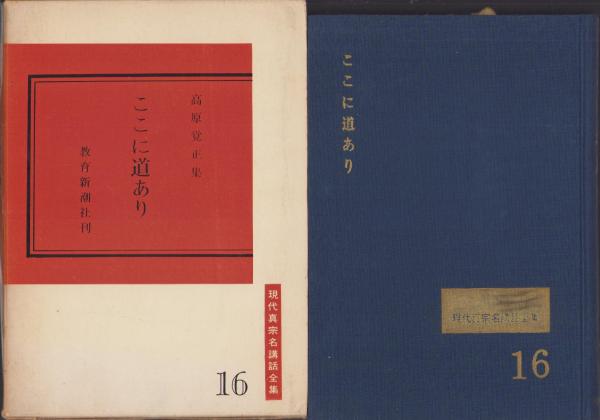 高原覚正集
ここに道あり
教育新潮社刊
現代真宗名講話全集
16
ここに道あり
現代真宗名講話全集
16